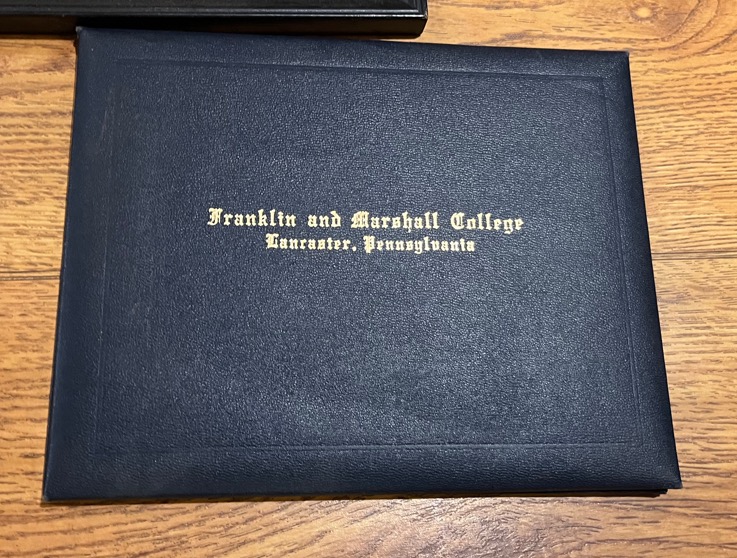 Franklin and Marshall College
Lancaster, Pennsylvania